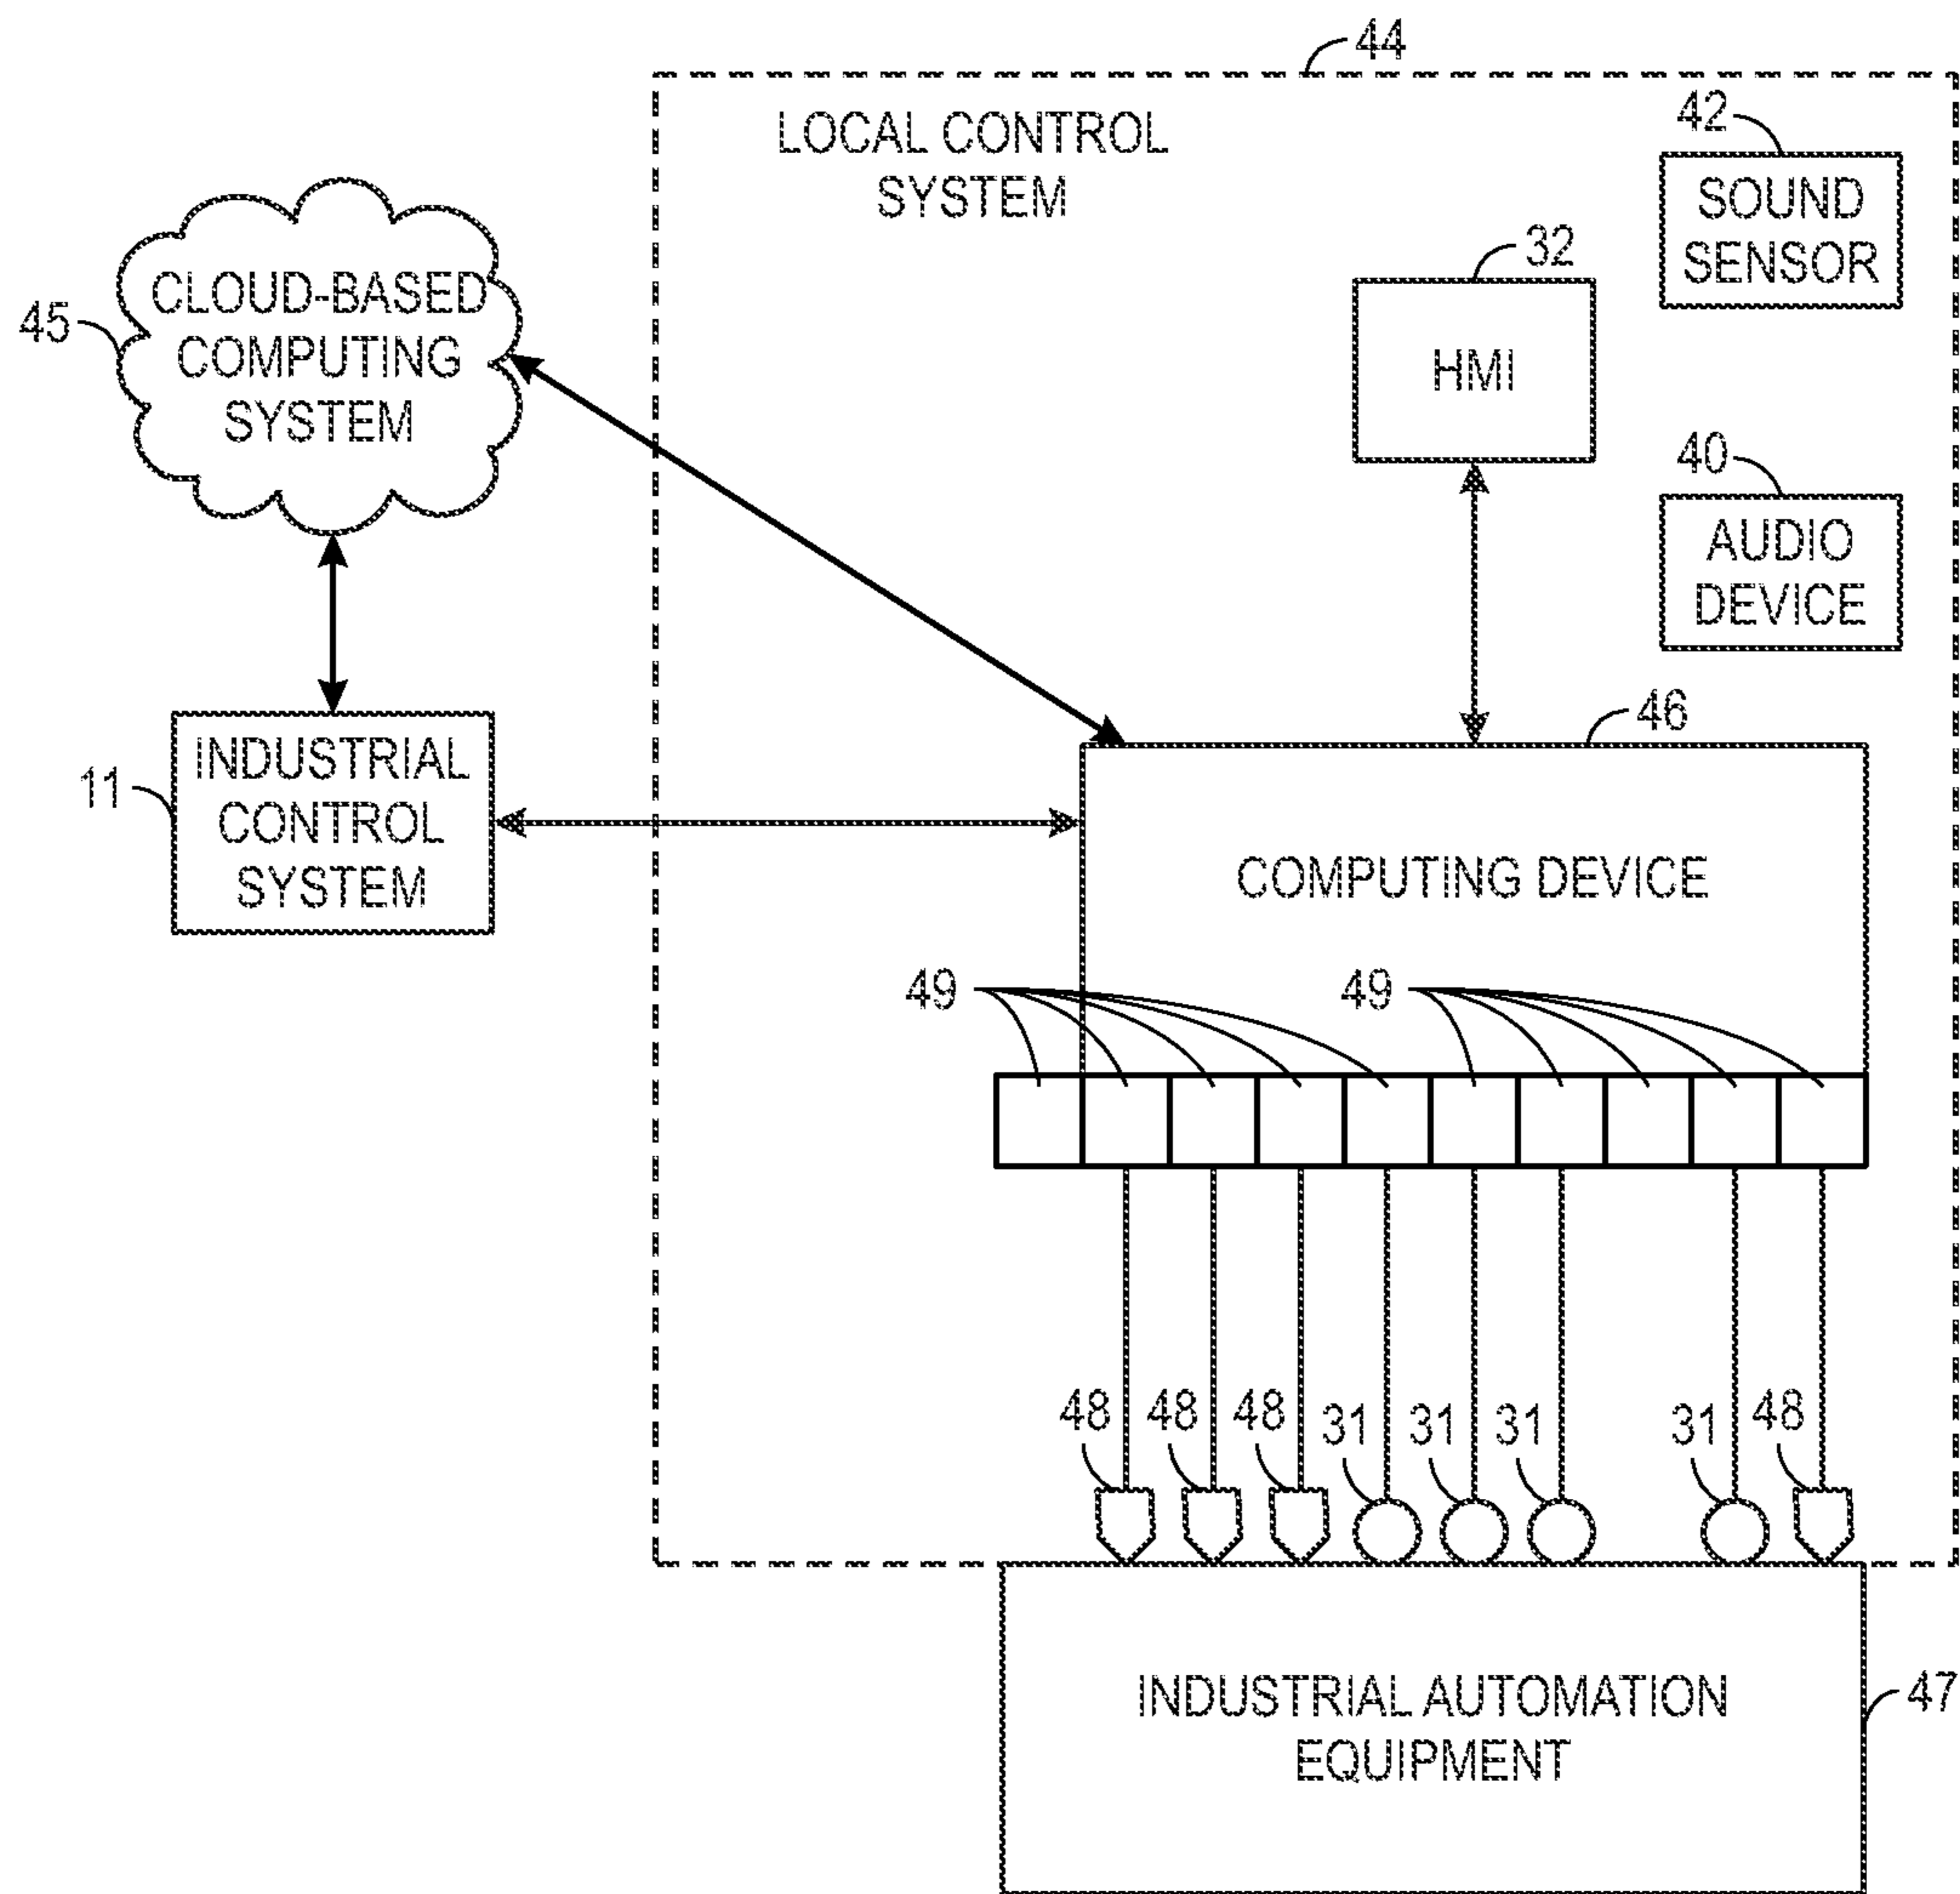 44
LOCAL CONTROL
SYSTEM
42
SOUND
SENSOR
32
HMI
CLOUD-BASED
COMPUTING
SYSTEM
45
40
AUDIO
DEVICE
46
INDUSTRIAL
CONTROL
SYSTEM
11
COMPUTING DEVICE
49
49
48
48
48
31
31
31
31
48
INDUSTRIAL AUTOMATION
EQUIPMENT
47